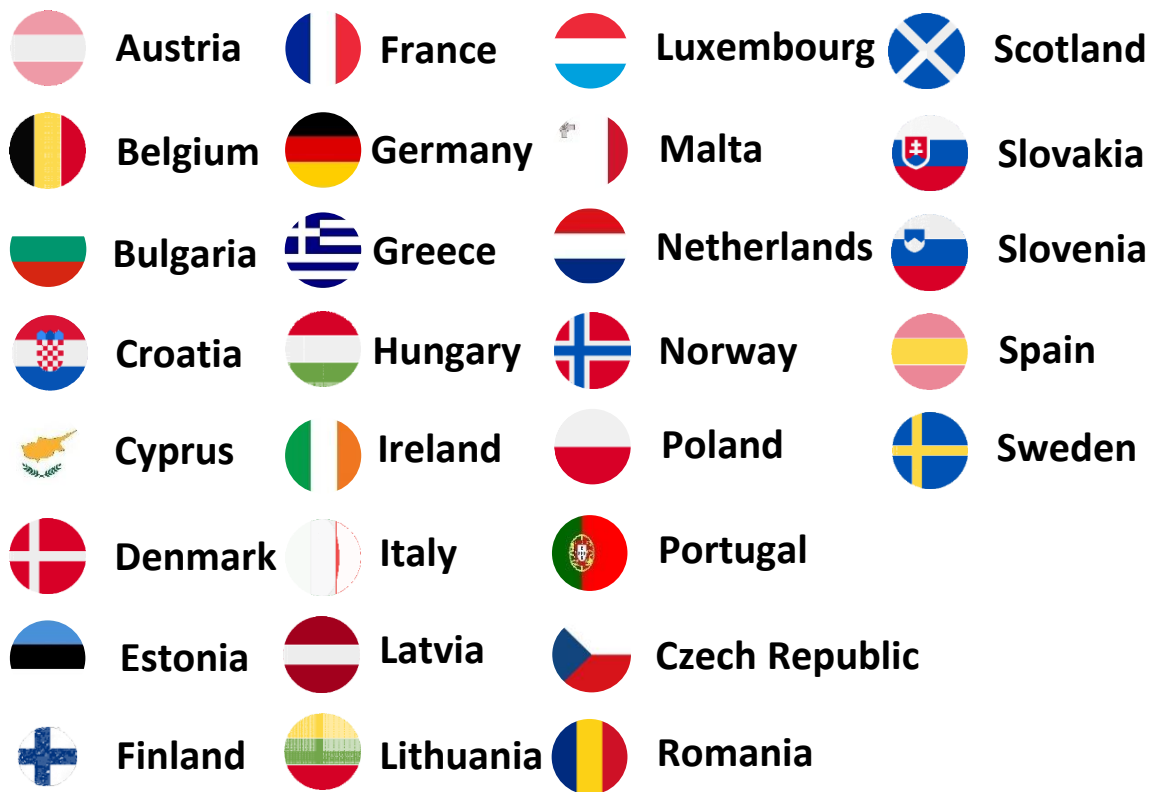 Austria
Belgium
Bulgaria
Croatia
Cyprus
Denmark
Estonia
Finland
France
Germany
Greece
Hungary
Ireland
Italy
Latvia
Lithuania
Luxembourg
Malta
Netherlands
Norway
Poland
Portugal
Czech Republic
Romania
Scotland
Slovakia
Slovenia
Spain
Sweden